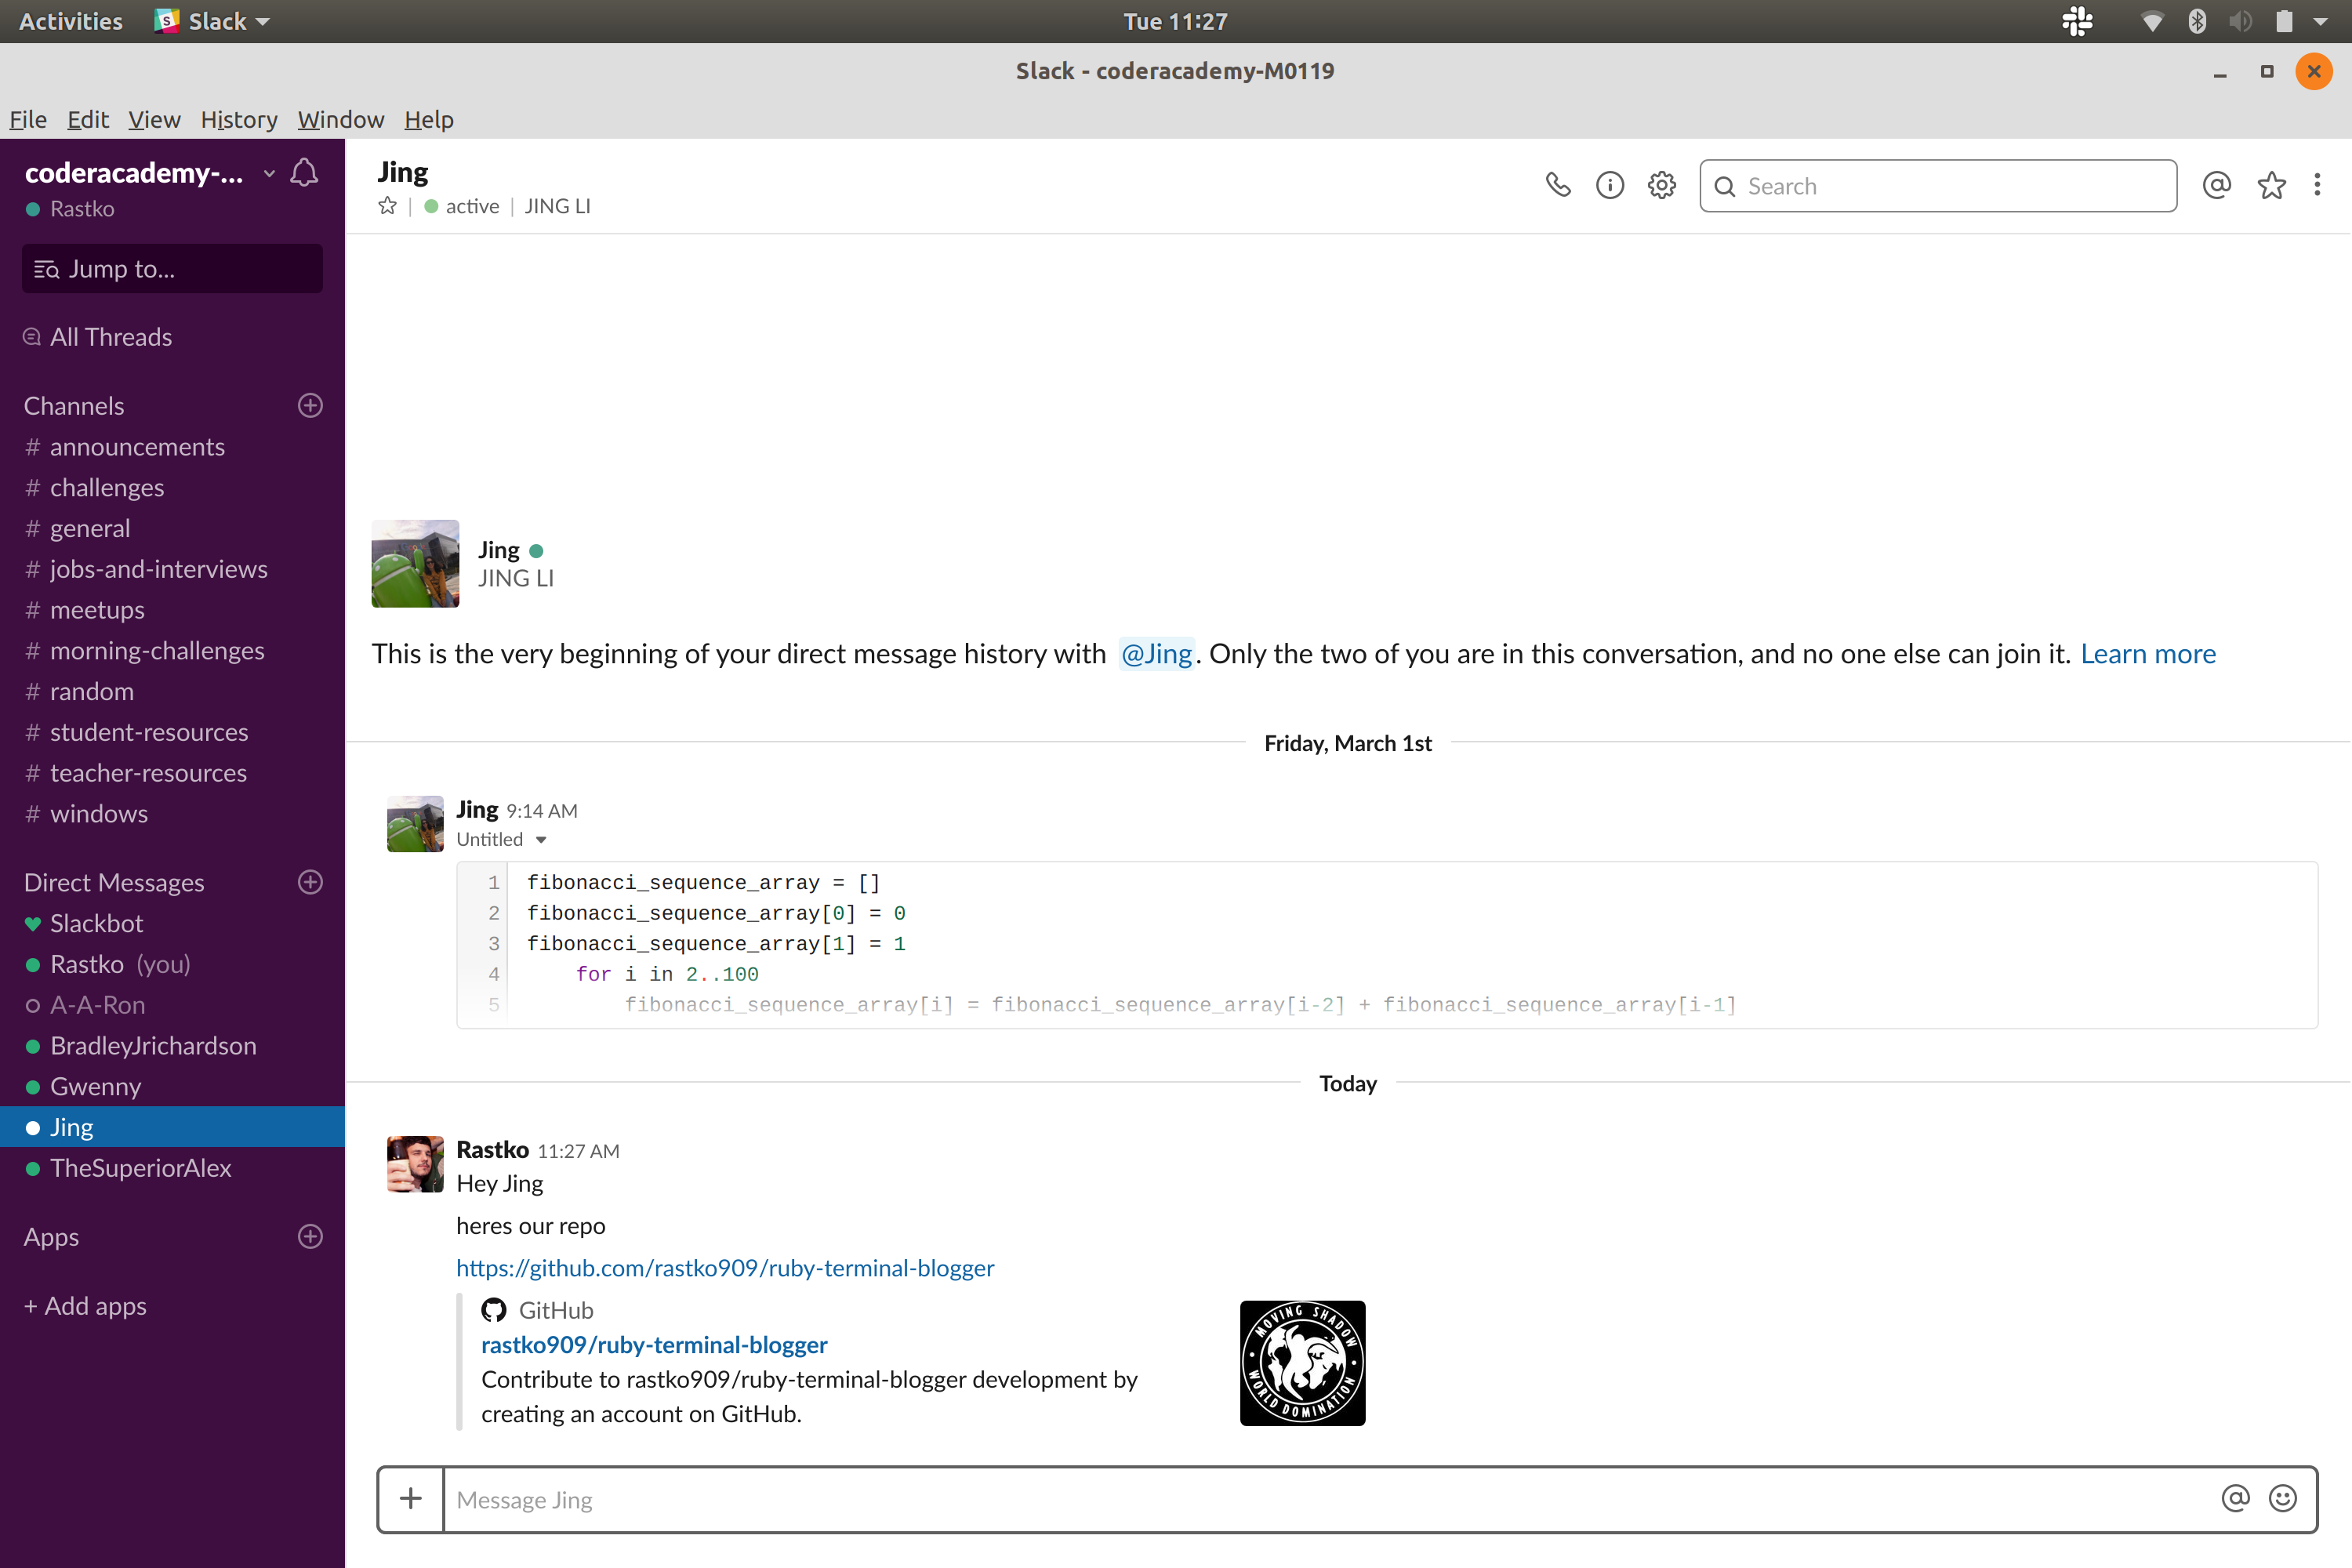 Activities Slack Tue 11:27
Slack - coderacademy-M0119
File Edit View History Window Help
coderacademy-...
Rastko
Jump to...
All Threads
Channels
# announcements
# challenges
# general
# jobs-and-interviews
# meetups
# morning-challenges
# random
# student-resources
# teacher-resources
# windows
Direct Messages
Slackbot
Rastko (you)
A-A-Ron
BradleyJrichardson
Gwenny
Jing
TheSuperiorAlex
Apps
+ Add apps
Jing
active | JING LI
Search
Jing
JING LI
This is the very beginning of your direct message history with @Jing. Only the two of you are in this conversation, and no one else can join it. Learn more
Friday, March 1st
Jing 9:14 AM
Untitled
1 fibonacci_sequence_array = []
2 fibonacci_sequence_array[0] = 0
3 fibonacci_sequence_array[1] = 1
4 for i in 2..100
5 fibonacci_sequence_array[i] = fibonacci_sequence_array[i-2] + fibonacci_sequence_array[i-1]
Today
Rastko 11:27 AM
Hey Jing
heres our repo
https://github.com/rastko909/ruby-terminal-blogger
GitHub
rastko909/ruby-terminal-blogger
Contribute to rastko909/ruby-terminal-blogger development by
creating an account on GitHub.
MOVING SHADOW
WORLD DOMINATION
Message Jing